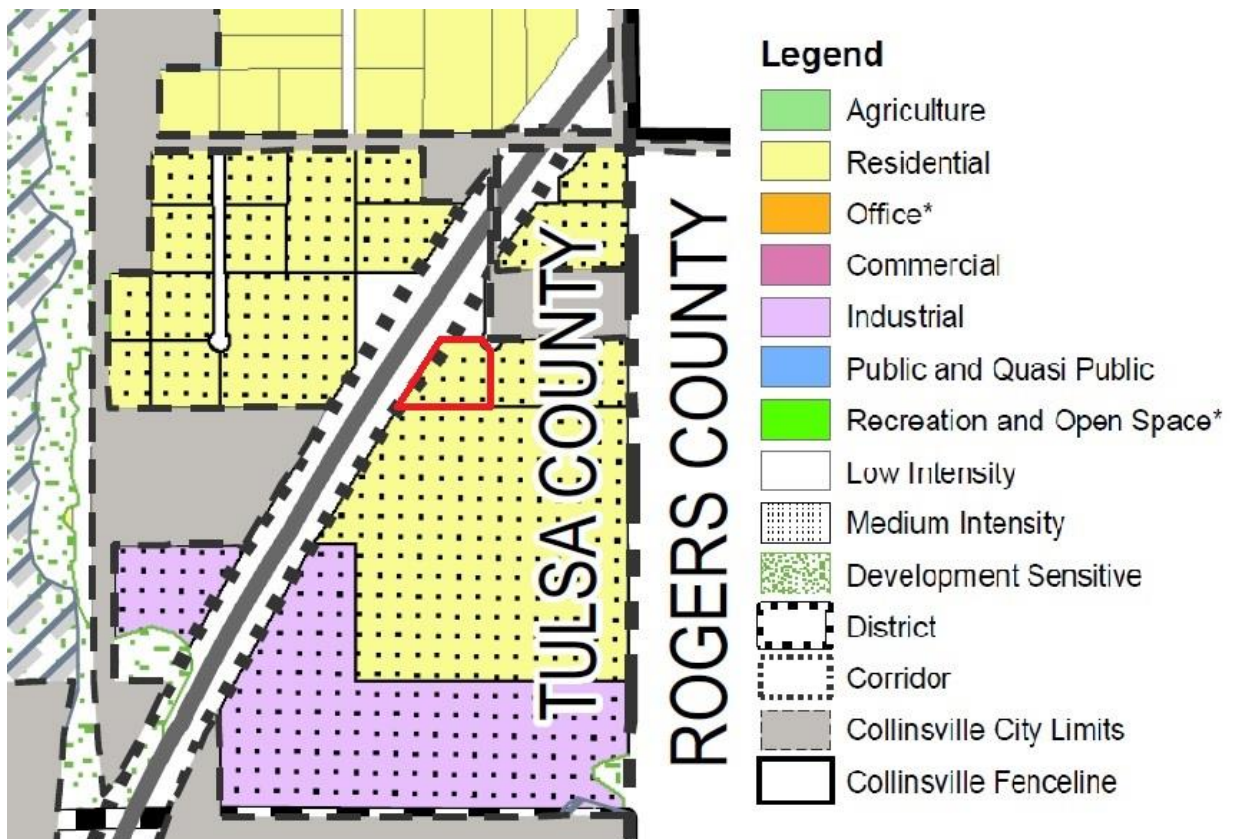 TULSA COUNTY
ROGERS COUNTY
Legend
Agriculture
Residential
Office*
Commercial
Industrial
Public and Quasi Public
Recreation and Open Space*
Low Intensity
Medium Intensity
Development Sensitive
District
Corridor
Collinsville City Limits
Collinsville Fenceline